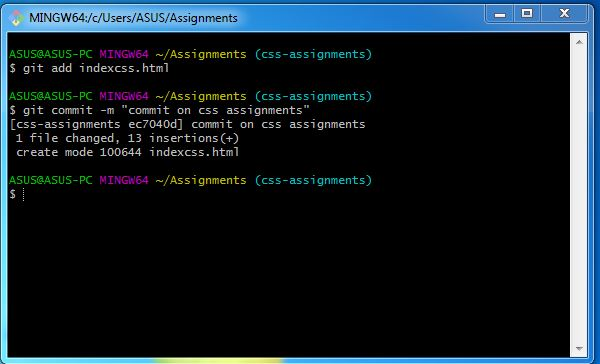 MINGW64:/c/Users/ASUS/Assignments
ASUS@ASUS-PC MINGW64 ~/Assignments (css-assignments)
$ git add indexcss.html
ASUS@ASUS-PC MINGW64 ~/Assignments (css-assignments)
$ git commit -m "commit on css assignments"
[css-assignments ec7040d] commit on css assignments
 1 file changed, 13 insertions(+)
 create mode 100644 indexcss.html
ASUS@ASUS-PC MINGW64 ~/Assignments (css-assignments)
$